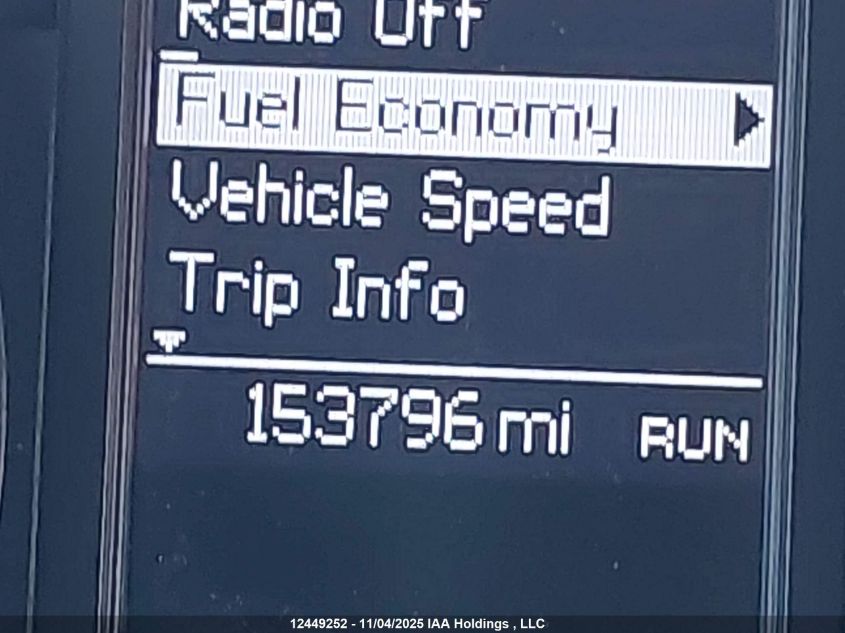 Radio Off
Fuel Economy
Vehicle Speed
Trip Info
153796 mi RUN
12449252 - 11/04/2025 IAA Holdings , LLC